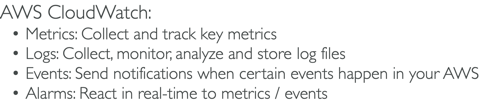 AWS CloudWatch:
• Metrics: Collect and track key metrics
• Logs: Collect, monitor, analyze and store log files
• Events: Send notifications when certain events happen in your AWS
• Alarms: React in real-time to metrics / events